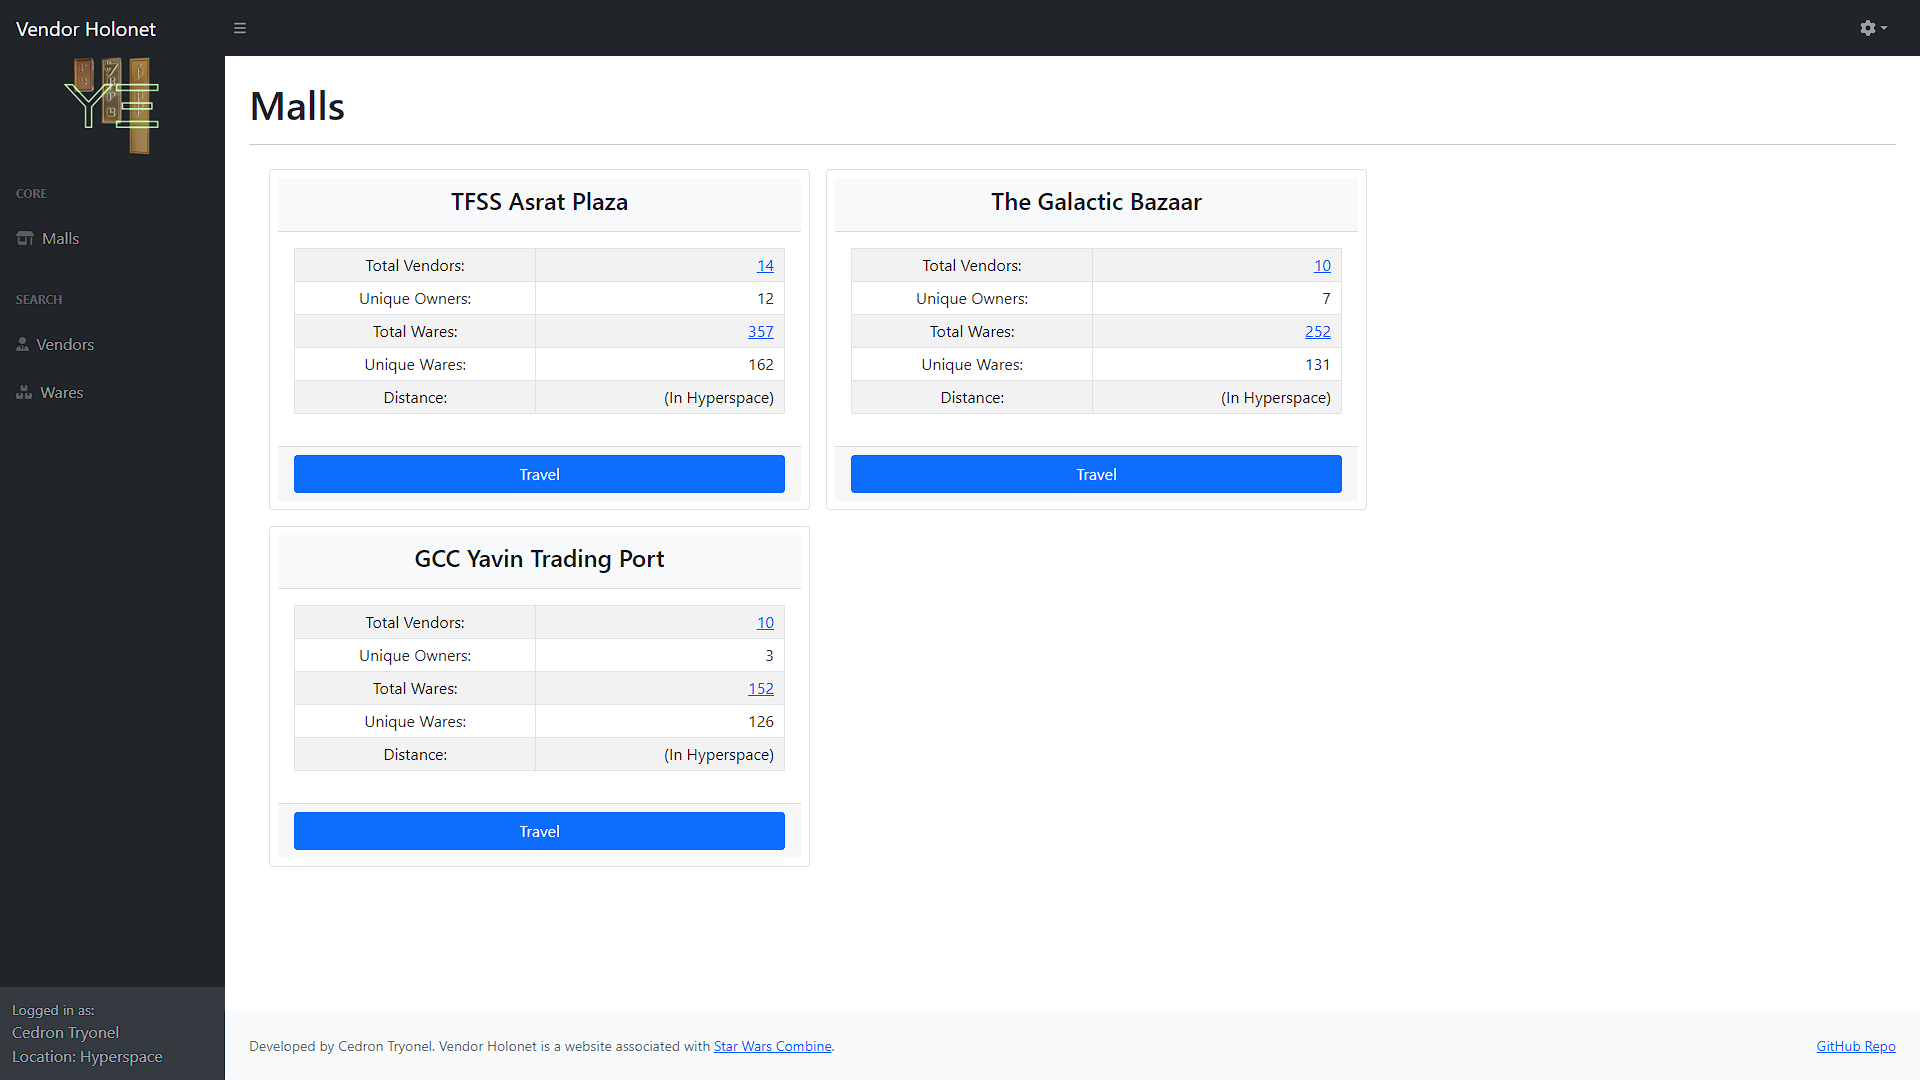 Vendor Holonet
YE
CORE
Malls
SEARCH
Vendors
Wares
Logged in as:
Cedron Tryonel
Location: Hyperspace
Malls
TFSS Asrat Plaza
Total Vendors: 14
Unique Owners: 12
Total Wares: 357
Unique Wares: 162
Distance: (In Hyperspace)
Travel
The Galactic Bazaar
Total Vendors: 10
Unique Owners: 7
Total Wares: 252
Unique Wares: 131
Distance: (In Hyperspace)
Travel
GCC Yavin Trading Port
Total Vendors: 10
Unique Owners: 3
Total Wares: 152
Unique Wares: 126
Distance: (In Hyperspace)
Travel
Developed by Cedron Tryonel. Vendor Holonet is a website associated with Star Wars Combine.
GitHub Repo